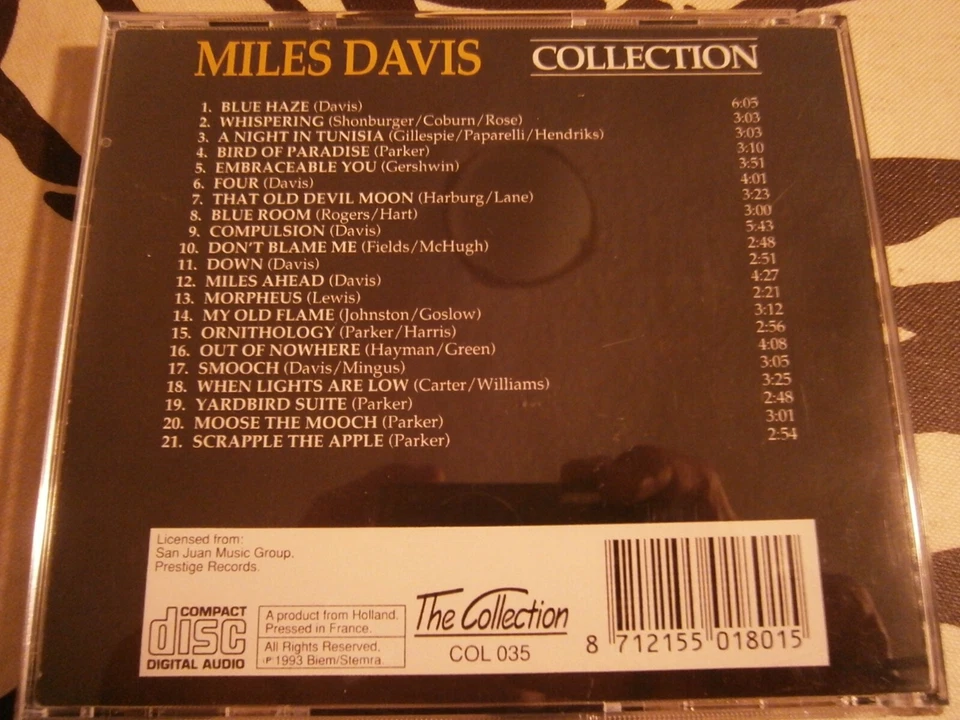 MILES DAVIS COLLECTION
1. BLUE HAZE (Davis) 6:05
2. WHISPERING (Shonburger/Coburn/Rose) 3:03
3. A NIGHT IN TUNISIA (Gillespie/Paparelli/Hendriks) 3:03
4. BIRD OF PARADISE (Parker) 3:10
5. EMBRACEABLE YOU (Gershwin) 3:51
6. FOUR (Davis) 4:01
7. THAT OLD DEVIL MOON (Harburg/Lane) 3:23
8. BLUE ROOM (Rogers/Hart) 3:00
9. COMPULSION (Davis) 5:43
10. DON'T BLAME ME (Fields/McHugh) 2:48
11. DOWN (Davis) 2:51
12. MILES AHEAD (Davis) 4:27
13. MORPHEUS (Lewis) 2:21
14. MY OLD FLAME (Johnston/Goslow) 3:12
15. ORNITHOLOGY (Parker/Harris) 2:56
16. OUT OF NOWHERE (Hayman/Green) 4:08
17. SMOOCH (Davis/Mingus) 3:05
18. WHEN LIGHTS ARE LOW (Carter/Williams) 3:25
19. YARDBIRD SUITE (Parker) 2:48
20. MOOSE THE MOOCH (Parker) 3:01
21. SCRAPPLE THE APPLE (Parker) 2:54
Licensed from:
San Juan Music Group.
Prestige Records.
COMPACT
disc
DIGITAL AUDIO
A product from Holland.
Pressed in France.
All Rights Reserved,
℗ 1993 Biem/Stemra.
The Collection
COL 035
8 712155 018015